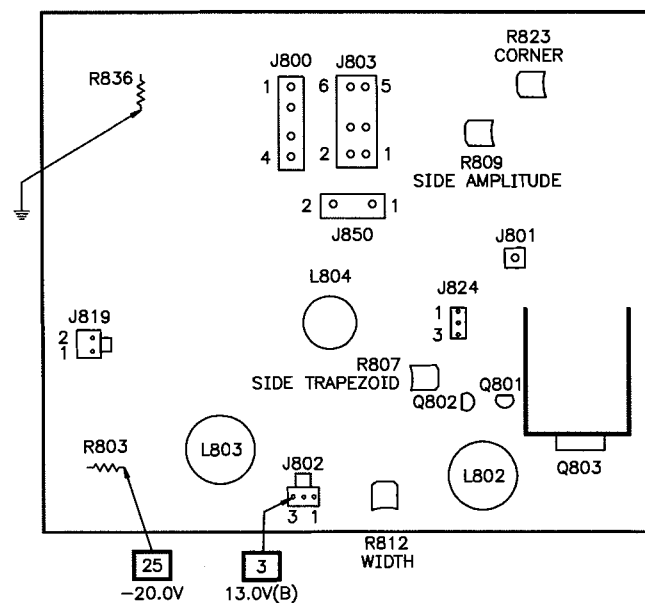 R823
CORNER
J800 J803
R836
1 6 5
4 2 1
R809
SIDE AMPLITUDE
2 1
J850
J801
L804
J824
1
3
J819
2
1
R807
SIDE TRAPEZOID
Q802 Q801
R803
L803
J802
L802
Q803
3 1
R812
WIDTH
25
-20.0V
3
13.0V(B)